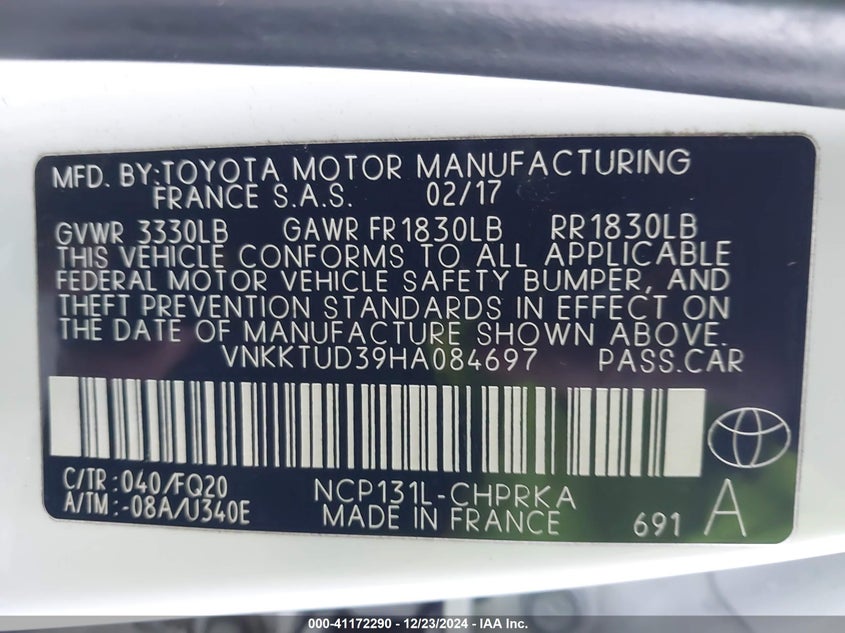 MFD. BY:TOYOTA MOTOR MANUFACTURING
FRANCE S.A.S. 02/17
GVWR 3330LB GAWR FR1830LB RR1830LB
THIS VEHICLE CONFORMS TO ALL APPLICABLE
FEDERAL MOTOR VEHICLE SAFETY BUMPER, AND
THEFT PREVENTION STANDARDS IN EFFECT ON
THE DATE OF MANUFACTURE SHOWN ABOVE.
VNKKTUD39HA084697 PASS.CAR
C/TR : 040/FQ20 NCP131L-CHPRKA
A/TM : -08A/U340E MADE IN FRANCE 691 A
000-41172290 - 12/23/2024 - IAA Inc.